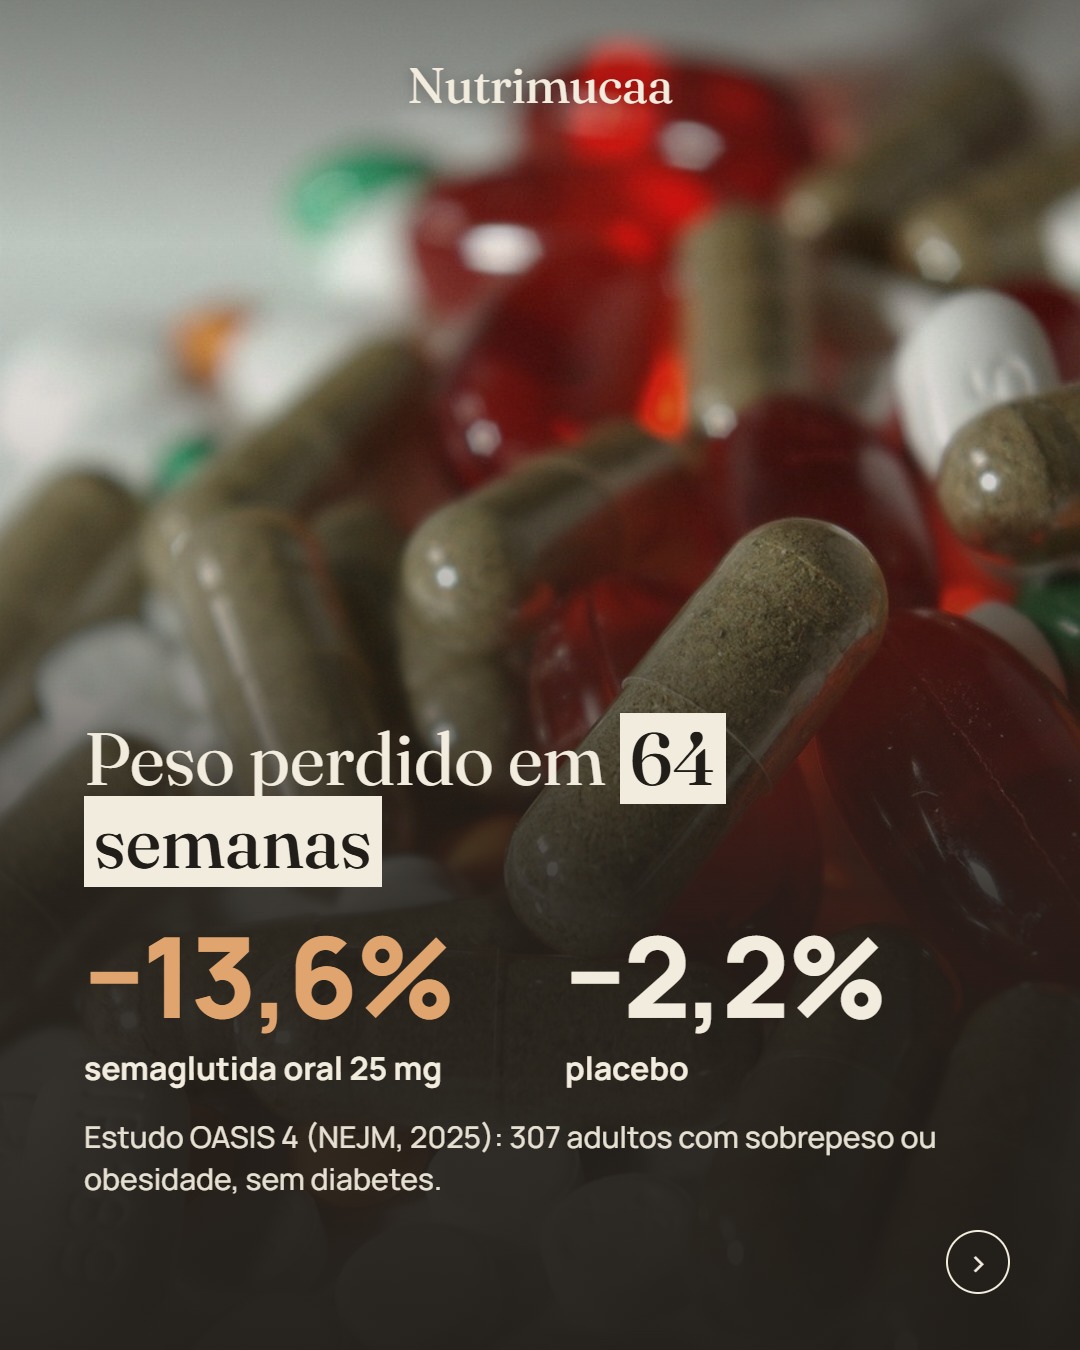 Nutrimucaa
Peso perdido em 64
semanas
−13,6% −2,2%
semaglutida oral 25 mg placebo
Estudo OASIS 4 (NEJM, 2025): 307 adultos com sobrepeso ou
obesidade, sem diabetes.